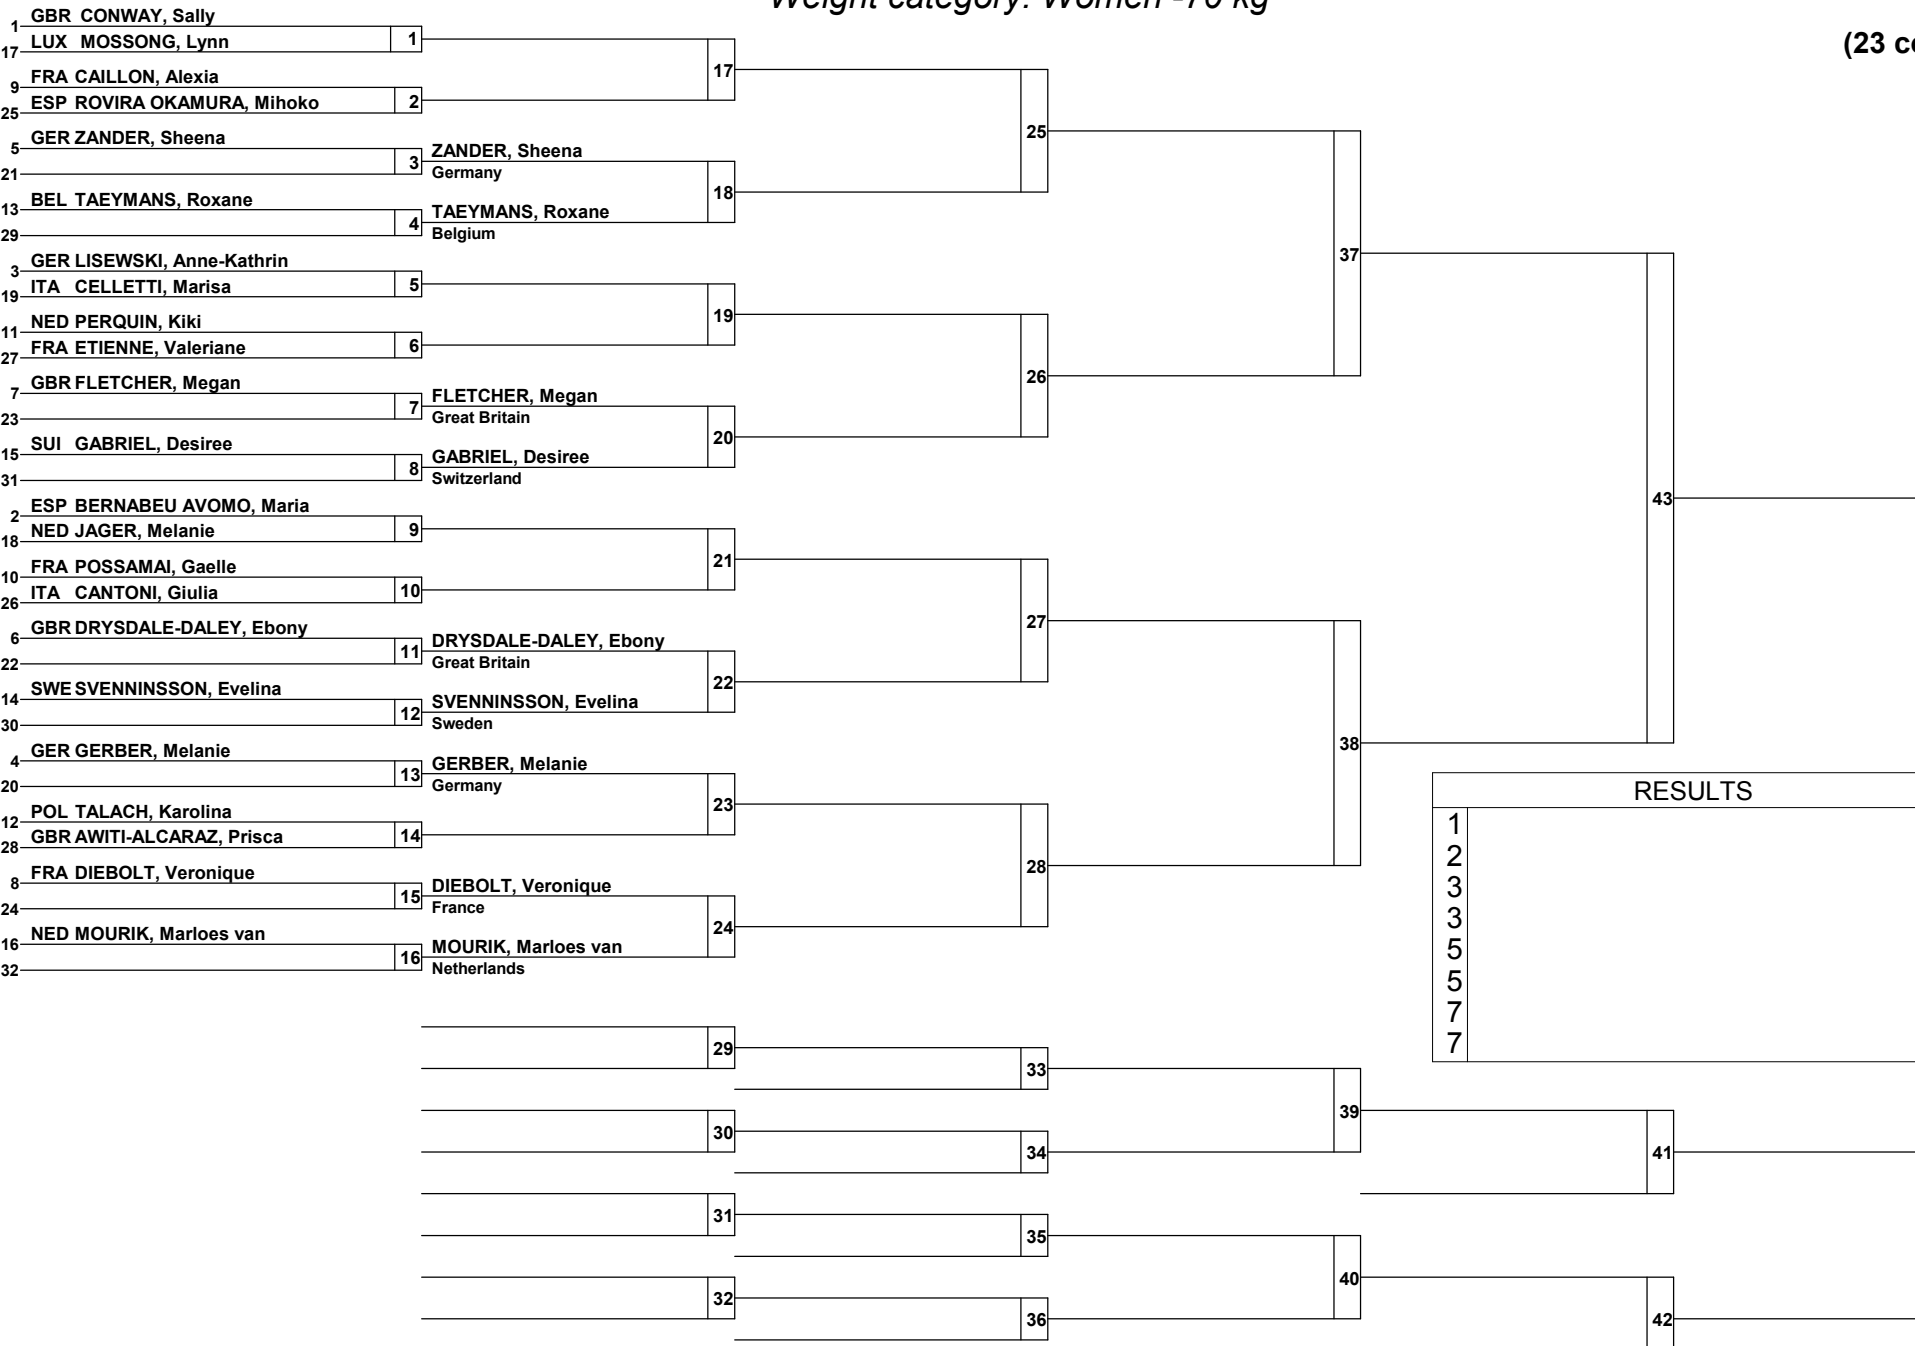 Weight category: Women -70 kg
(23 c
1 GBR CONWAY, Sally
17 LUX MOSSONG, Lynn
1
9 FRA CAILLON, Alexia
25 ESP ROVIRA OKAMURA, Mihoko
2
17
5 GER ZANDER, Sheena
21
3
ZANDER, Sheena
Germany
13 BEL TAEYMANS, Roxane
29
4
TAEYMANS, Roxane
Belgium
18
25
3 GER LISEWSKI, Anne-Kathrin
19 ITA CELLETTI, Marisa
5
11 NED PERQUIN, Kiki
27 FRA ETIENNE, Valeriane
6
19
7 GBR FLETCHER, Megan
23
7
FLETCHER, Megan
Great Britain
15 SUI GABRIEL, Desiree
31
8
GABRIEL, Desiree
Switzerland
20
26
37
2 ESP BERNABEU AVOMO, Maria
18 NED JAGER, Melanie
9
10 FRA POSSAMAI, Gaelle
26 ITA CANTONI, Giulia
10
21
6 GBR DRYSDALE-DALEY, Ebony
22
11
DRYSDALE-DALEY, Ebony
Great Britain
14 SWE SVENNINSSON, Evelina
30
12
SVENNINSSON, Evelina
Sweden
22
27
4 GER GERBER, Melanie
20
13
GERBER, Melanie
Germany
12 POL TALACH, Karolina
28 GBR AWITI-ALCARAZ, Prisca
14
23
8 FRA DIEBOLT, Veronique
24
15
DIEBOLT, Veronique
France
16 NED MOURIK, Marloes van
32
16
MOURIK, Marloes van
Netherlands
24
28
38
43
RESULTS
1
2
3
3
5
5
7
7
29
33
30
34
39
41
31
35
32
36
40
42